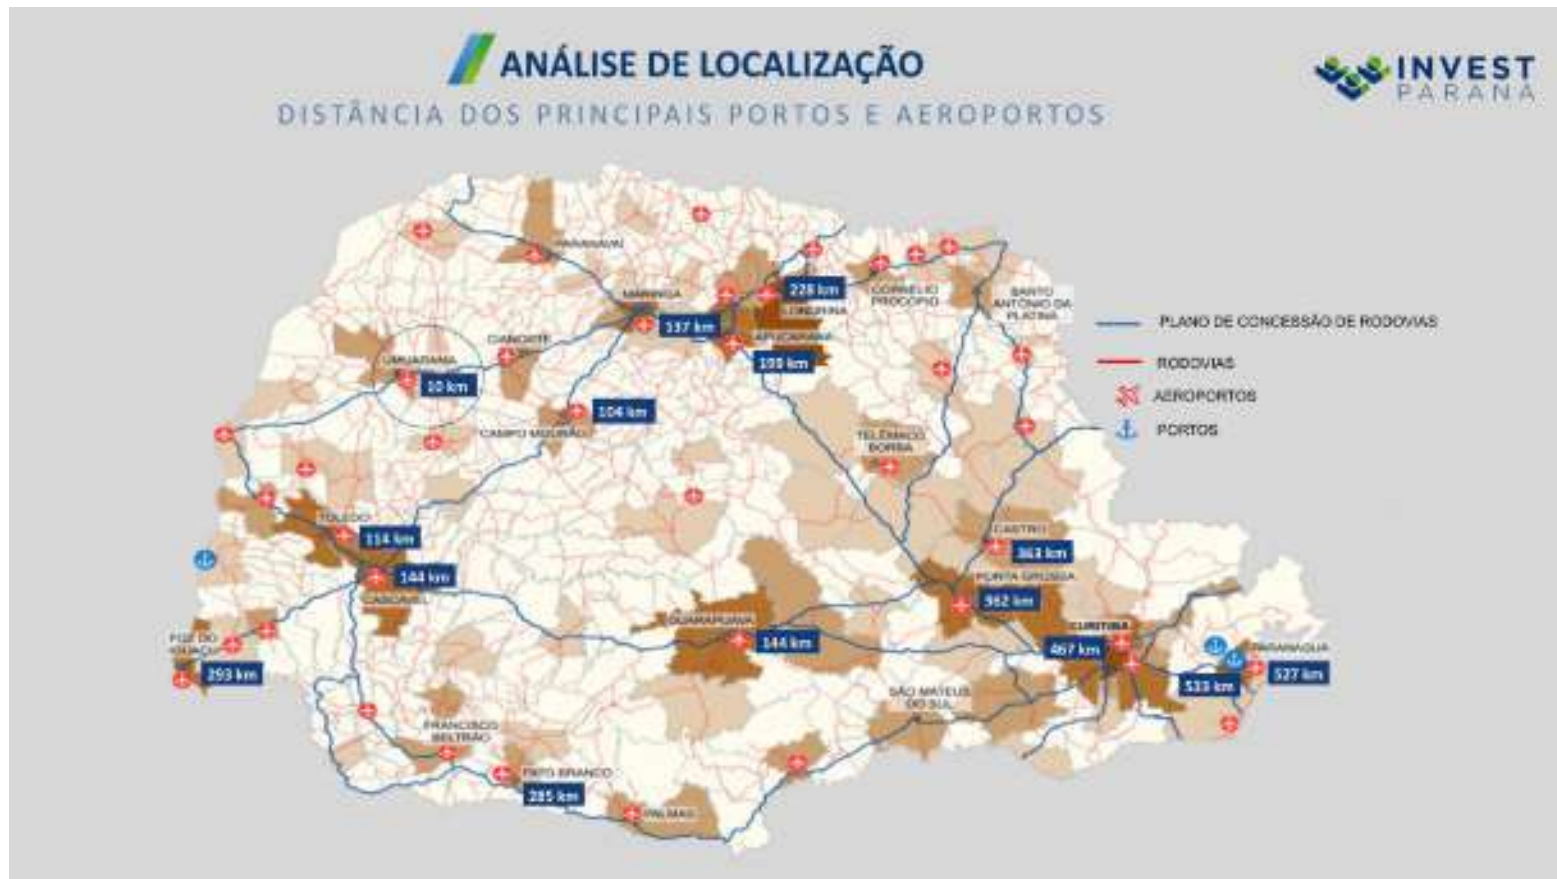 ANÁLISE DE LOCALIZAÇÃO
DISTÂNCIA DOS PRINCIPAIS PORTOS E AEROPORTOS
INVEST
PARANÁ
PARANAVAÍ
MARINGÁ
137 km
228 km
LONDRINA
APUCARANA
199 km
CORNÉLIO
PROCÓPIO
SANTO
ANTÔNIO DA
PLATINA
PLANO DE CONCESSÃO DE RODOVIAS
RODOVIAS
AEROPORTOS
PORTOS
CIANORTE
UMUARAMA
10 km
104 km
CAMPO MOURÃO
TELÊMACO
BORBA
TOLEDO
114 km
144 km
CASCAVEL
CASTRO
363 km
PONTA GROSSA
362 km
GUARAPUAVA
144 km
CURITIBA
467 km
PARANAGUÁ
527 km
533 km
FOZ DO
IGUAÇU
293 km
SÃO MATEUS
DO SUL
FRANCISCO
BELTRÃO
PATO BRANCO
285 km
PALMAS